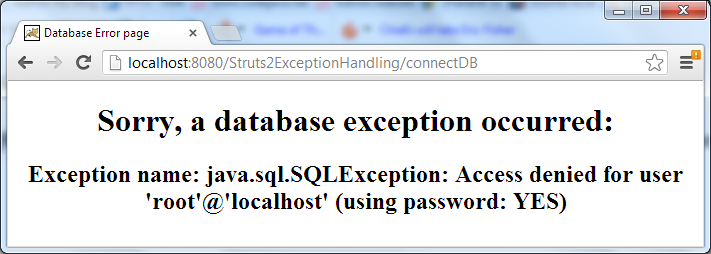 Database Error page
localhost:8080/Struts2ExceptionHandling/connectDB
Sorry, a database exception occurred:
Exception name: java.sql.SQLException: Access denied for user
'root'@'localhost' (using password: YES)